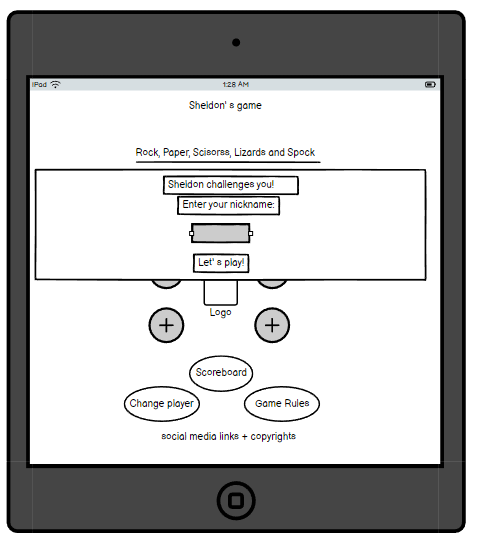 iPad 1:28 AM
Sheldon' s game
Rock, Paper, Scisorss, Lizards and Spock
Sheldon challenges you!
Enter your nickname:
Let' s play!
Logo
Scoreboard
Change player
Game Rules
social media links + copyrights